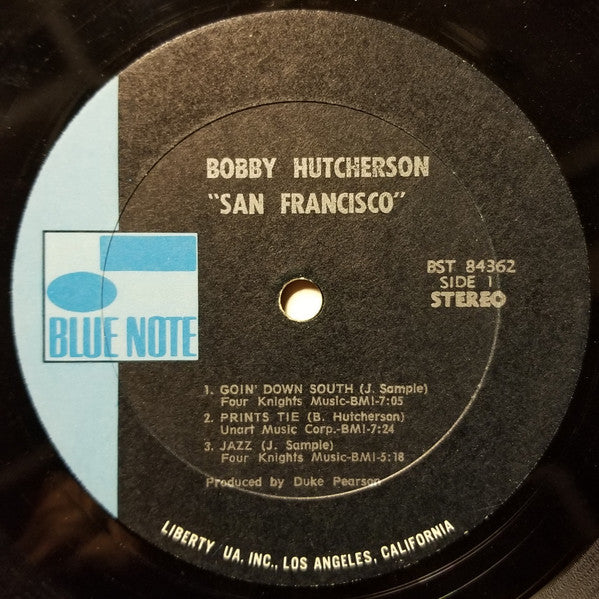 BOBBY HUTCHERSON
"SAN FRANCISCO"
BST 84362
SIDE 1
STEREO
BLUE NOTE
1. GOIN' DOWN SOUTH (J. Sample)
Four Knights Music-BMI-7:05
2. PRINTS TIE (B. Hutcherson)
Unart Music Corp.-BMI-7:24
3. JAZZ (J. Sample)
Four Knights Music-BMI-5:18
Produced by Duke Pearson
LIBERTY UA, INC., LOS ANGELES, CALIFORNIA